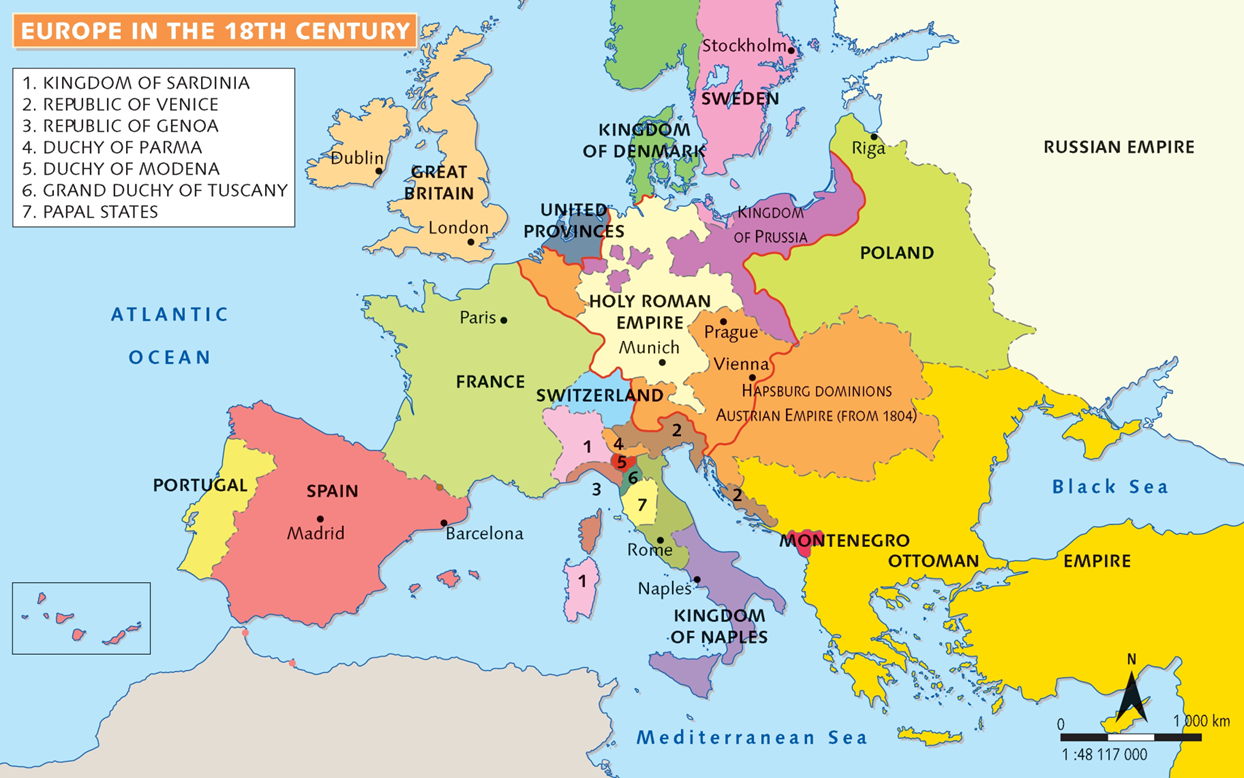 EUROPE IN THE 18TH CENTURY
1. KINGDOM OF SARDINIA
2. REPUBLIC OF VENICE
3. REPUBLIC OF GENOA
4. DUCHY OF PARMA
5. DUCHY OF MODENA
6. GRAND DUCHY OF TUSCANY
7. PAPAL STATES
Stockholm
SWEDEN
KINGDOM
OF DENMARK
Riga
RUSSIAN EMPIRE
Dublin
GREAT
BRITAIN
London
UNITED
PROVINCES
KINGDOM
OF PRUSSIA
POLAND
ATLANTIC
OCEAN
HOLY ROMAN
EMPIRE
Paris
Prague
Munich
Vienna
FRANCE
SWITZERLAND
HAPSBURG DOMINIONS
AUSTRIAN EMPIRE (FROM 1804)
1
4
2
5
6
3
7
2
PORTUGAL
SPAIN
Madrid
Barcelona
Black Sea
MONTENEGRO
OTTOMAN
EMPIRE
Rome
1
Naples
KINGDOM
OF NAPLES
Mediterranean Sea
N
0
1 000 km
1 :48 117 000